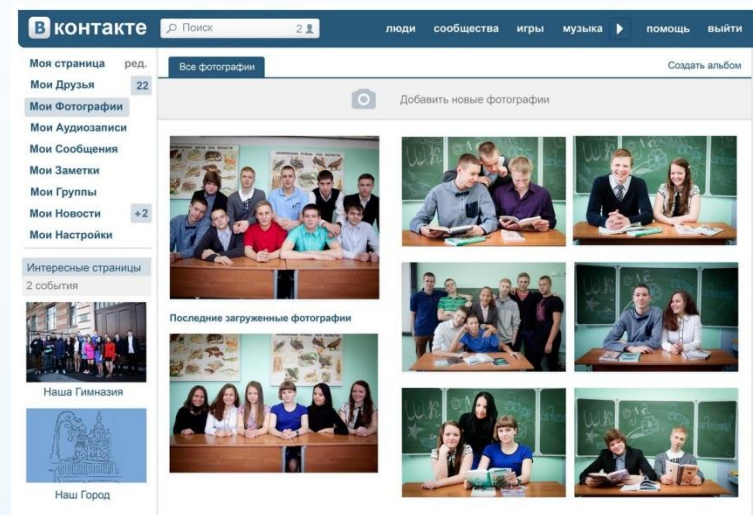 В контакте
Поиск 2
люди сообщества игры музыка помощь выйти
Моя страница ред.
Мои Друзья 22
Мои Фотографии
Мои Аудиозаписи
Мои Сообщения
Мои Заметки
Мои Группы
Мои Новости +2
Мои Настройки
Интересные страницы
2 события
Наша Гимназия
Наш Город
Все фотографии
Создать альбом
Добавить новые фотографии
Последние загруженные фотографии